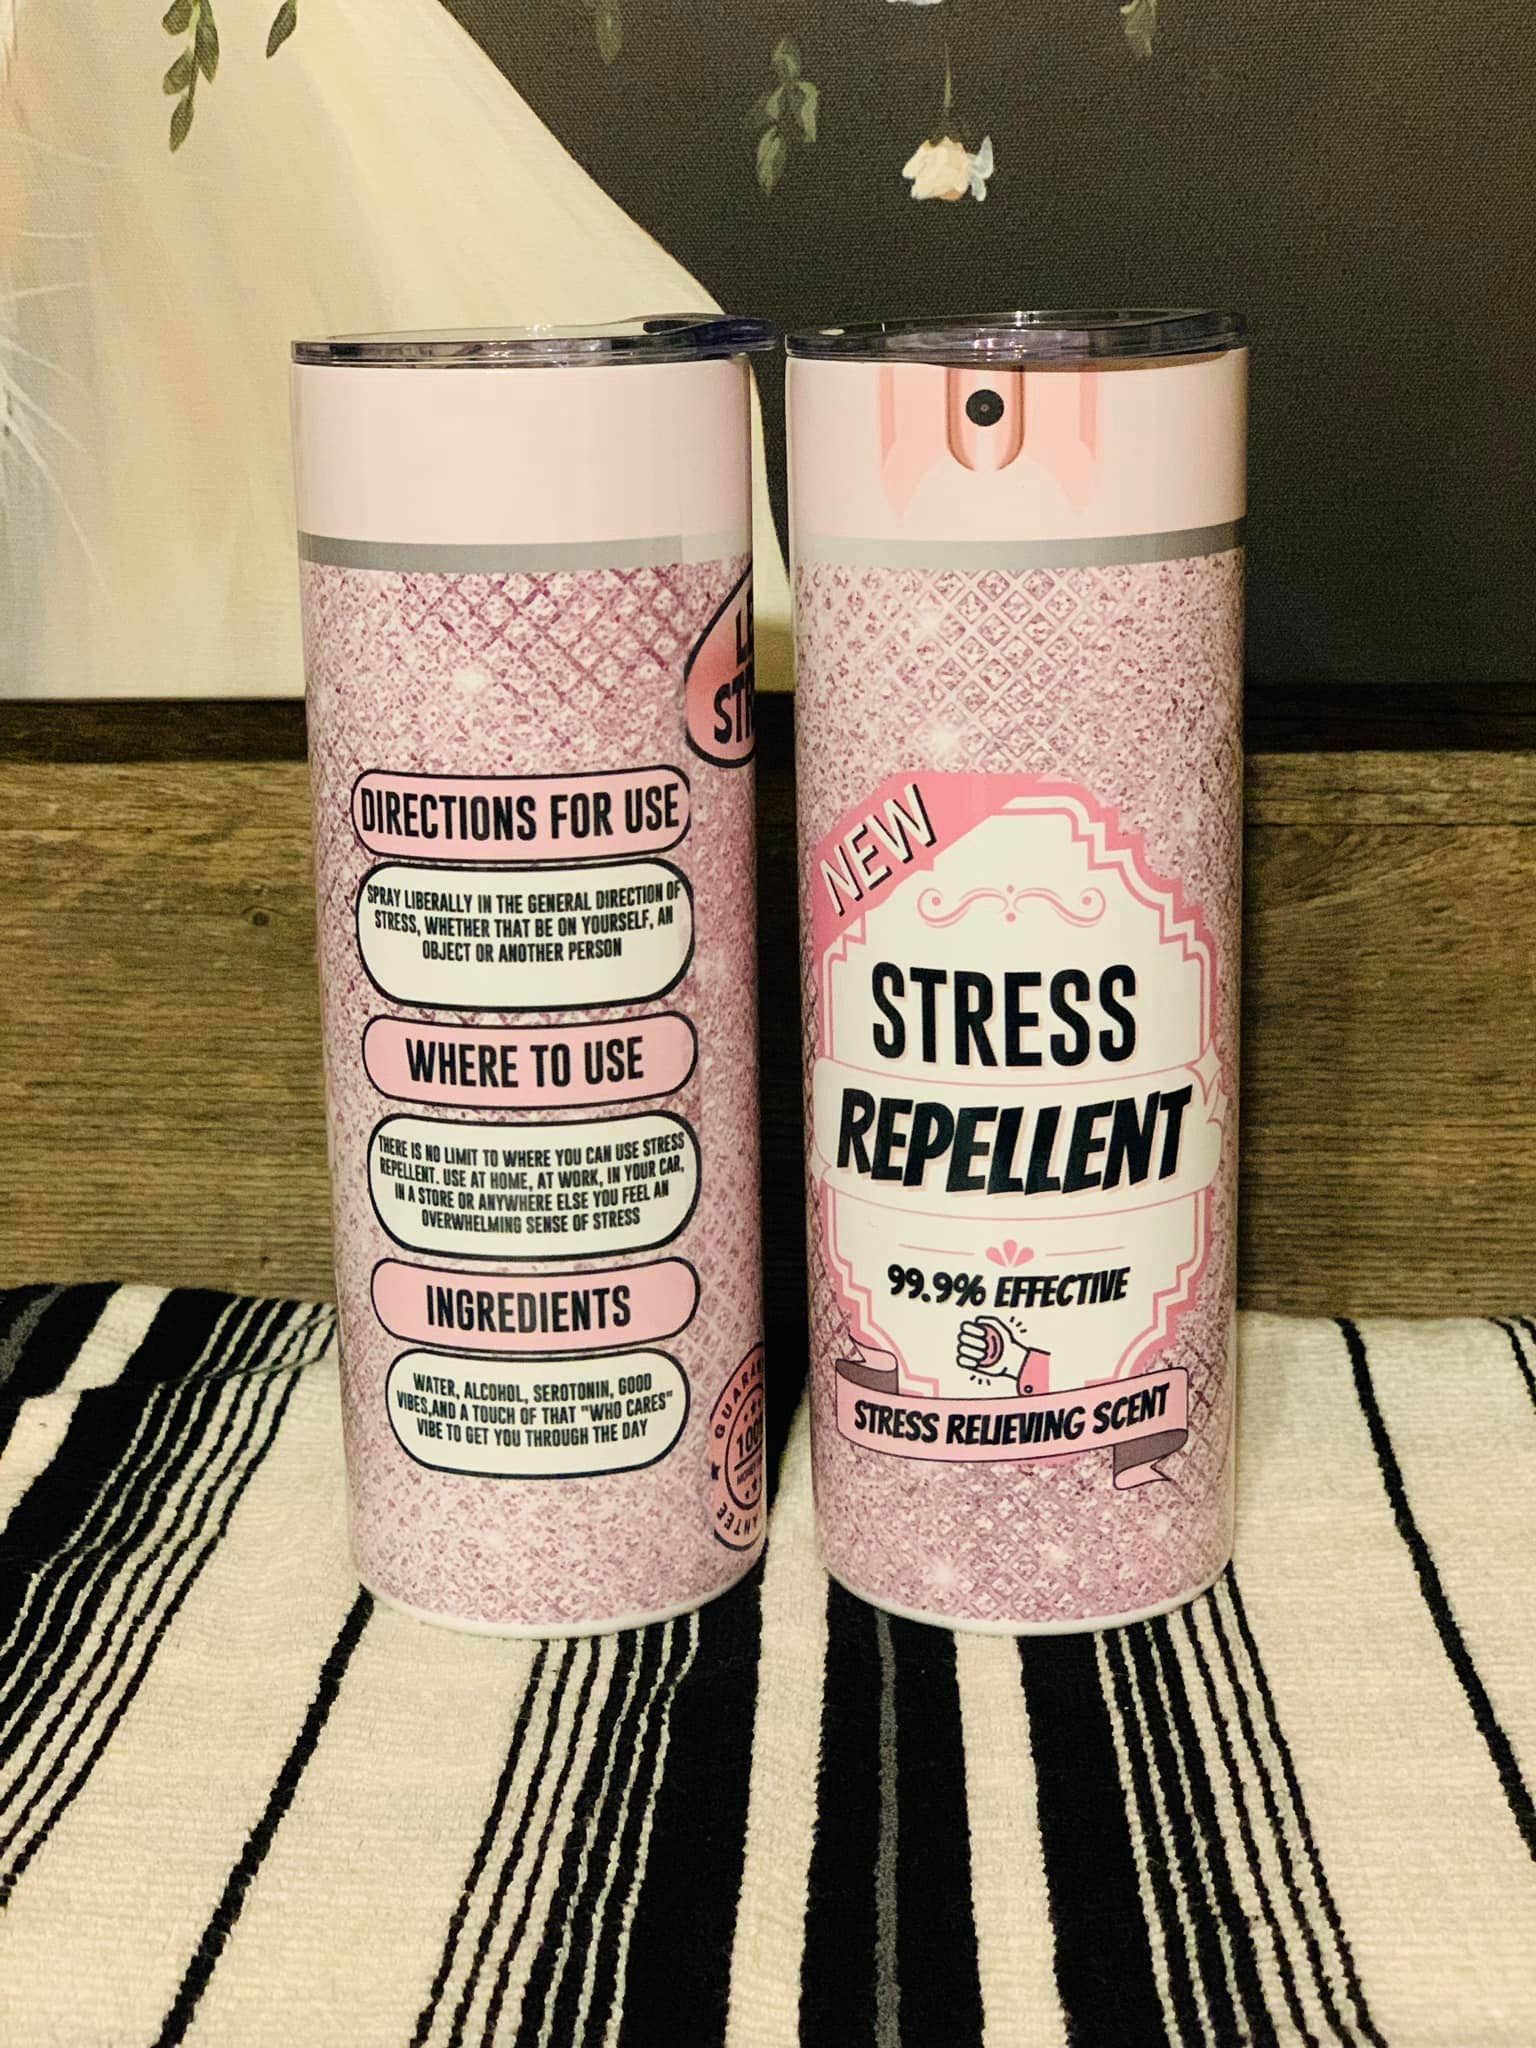 DIRECTIONS FOR USE
SPRAY LIBERALLY IN THE GENERAL DIRECTION OF
STRESS, WHETHER THAT BE ON YOURSELF, AN
OBJECT OR ANOTHER PERSON
WHERE TO USE
THERE IS NO LIMIT TO WHERE YOU CAN USE STRESS
REPELLENT. USE AT HOME, AT WORK, IN YOUR CAR,
IN A STORE OR ANYWHERE ELSE YOU FEEL AN
OVERWHELMING SENSE OF STRESS
INGREDIENTS
WATER, ALCOHOL, SEROTONIN, GOOD
VIBES,AND A TOUCH OF THAT "WHO CARES"
VIBE TO GET YOU THROUGH THE DAY
NEW
STRESS
REPELLENT
99.9% EFFECTIVE
STRESS RELIEVING SCENT